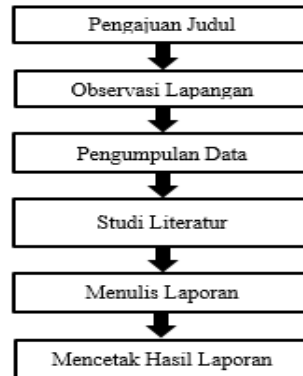 Pengajuan Judul
Observasi Lapangan
Pengumpulan Data
Studi Literatur
Menulis Laporan
Mencetak Hasil Laporan